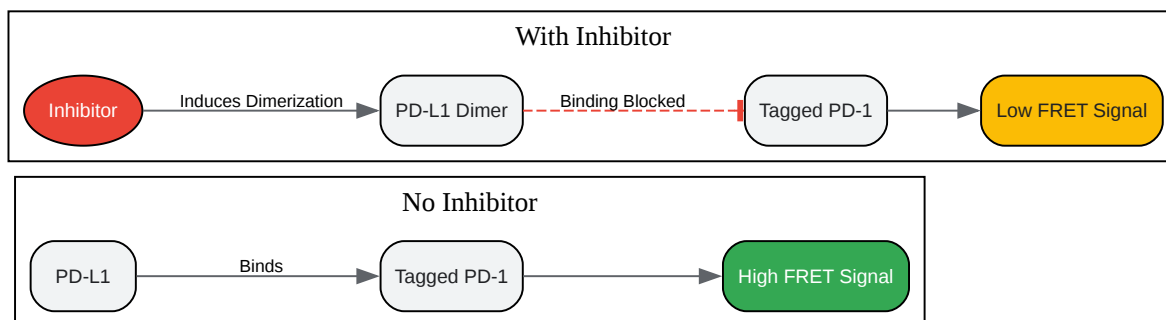 With Inhibitor
Inhibitor
Induces Dimerization
PD-L1 Dimer
Binding Blocked
Tagged PD-1
Low FRET Signal
No Inhibitor
PD-L1
Binds
Tagged PD-1
High FRET Signal